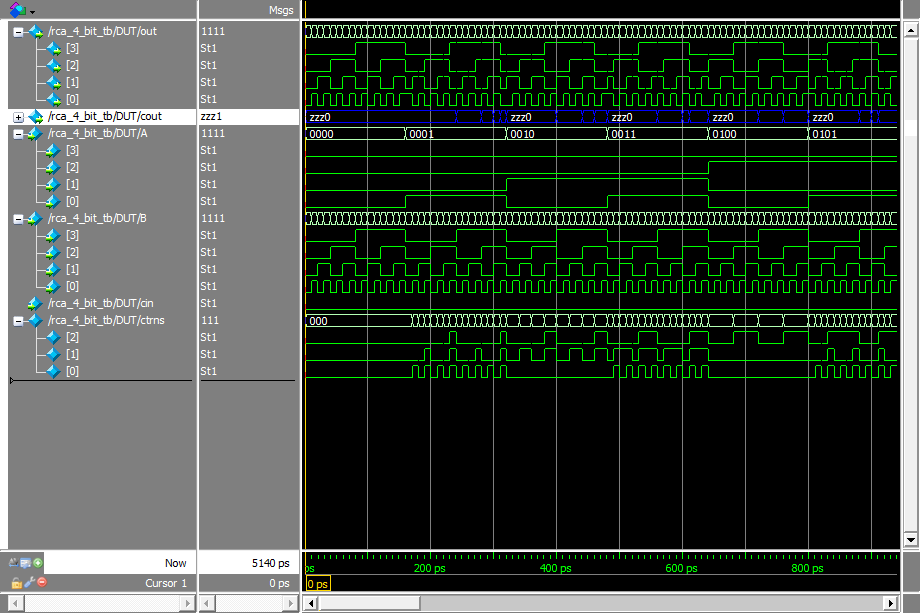 Msgs
/rca_4_bit_tb/DUT/out 1111
[3] St1
[2] St1
[1] St1
[0] St1
/rca_4_bit_tb/DUT/cout zzz1 zzz0 zzz0 zzz0 zzz0 zzz0
/rca_4_bit_tb/DUT/A 1111 0000 0001 0010 0011 0100 0101
[3] St1
[2] St1
[1] St1
[0] St1
/rca_4_bit_tb/DUT/B 1111
[3] St1
[2] St1
[1] St1
[0] St1
/rca_4_bit_tb/DUT/cin St1
/rca_4_bit_tb/DUT/ctrns 111 000
[2] St1
[1] St1
[0] St1
Now 5140 ps ps 200 ps 400 ps 600 ps 800 ps
Cursor 1 0 ps 0 ps